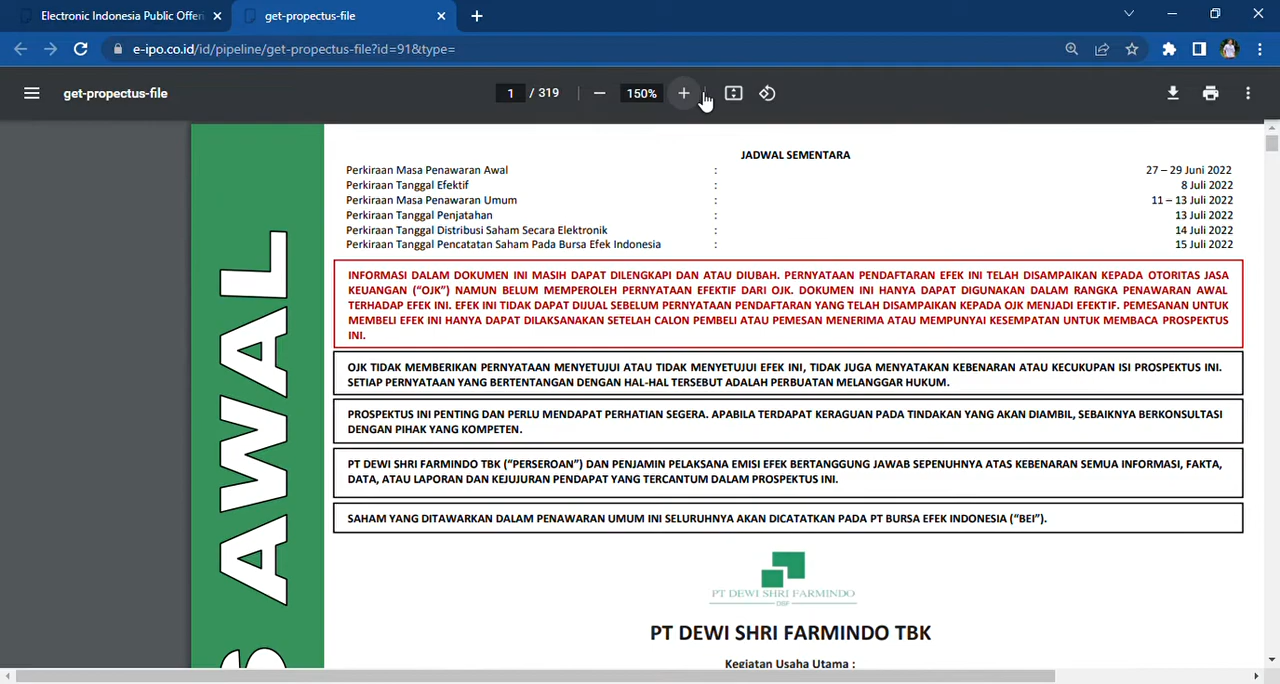 Electronic Indonesia Public Offe
get-propectus-file
e-ipo.co.id/id/pipeline/get-propectus-file?id=91&type=
get-propectus-file
1 / 319
150%
AWAL
JADWAL SEMENTARA
Perkiraan Masa Penawaran Awal : 27 – 29 Juni 2022
Perkiraan Tanggal Efektif : 8 Juli 2022
Perkiraan Masa Penawaran Umum : 11 – 13 Juli 2022
Perkiraan Tanggal Penjatahan : 13 Juli 2022
Perkiraan Tanggal Distribusi Saham Secara Elektronik : 14 Juli 2022
Perkiraan Tanggal Pencatatan Saham Pada Bursa Efek Indonesia : 15 Juli 2022
INFORMASI DALAM DOKUMEN INI MASIH DAPAT DILENGKAPI DAN ATAU DIUBAH. PERNYATAAN PENDAFTARAN EFEK INI TELAH DISAMPAIKAN KEPADA OTORITAS JASA
KEUANGAN (“OJK”) NAMUN BELUM MEMPEROLEH PERNYATAAN EFEKTIF DARI OJK. DOKUMEN INI HANYA DAPAT DIGUNAKAN DALAM RANGKA PENAWARAN AWAL
TERHADAP EFEK INI. EFEK INI TIDAK DAPAT DIJUAL SEBELUM PERNYATAAN PENDAFTARAN YANG TELAH DISAMPAIKAN KEPADA OJK MENJADI EFEKTIF. PEMESANAN UNTUK
MEMBELI EFEK INI HANYA DAPAT DILAKSANAKAN SETELAH CALON PEMBELI ATAU PEMESAN MENERIMA ATAU MEMPUNYAI KESEMPATAN UNTUK MEMBACA PROSPEKTUS
INI.
OJK TIDAK MEMBERIKAN PERNYATAAN MENYETUJUI ATAU TIDAK MENYETUJUI EFEK INI, TIDAK JUGA MENYATAKAN KEBENARAN ATAU KECUKUPAN ISI PROSPEKTUS INI.
SETIAP PERNYATAAN YANG BERTENTANGAN DENGAN HAL-HAL TERSEBUT ADALAH PERBUATAN MELANGGAR HUKUM.
PROSPEKTUS INI PENTING DAN PERLU MENDAPAT PERHATIAN SEGERA. APABILA TERDAPAT KERAGUAN PADA TINDAKAN YANG AKAN DIAMBIL, SEBAIKNYA BERKONSULTASI
DENGAN PIHAK YANG KOMPETEN.
PT DEWI SHRI FARMINDO TBK (“PERSEROAN”) DAN PENJAMIN PELAKSANA EMISI EFEK BERTANGGUNG JAWAB SEPENUHNYA ATAS KEBENARAN SEMUA INFORMASI, FAKTA,
DATA, ATAU LAPORAN DAN KEJUJURAN PENDAPAT YANG TERCANTUM DALAM PROSPEKTUS INI.
SAHAM YANG DITAWARKAN DALAM PENAWARAN UMUM INI SELURUHNYA AKAN DICATATKAN PADA PT BURSA EFEK INDONESIA (“BEI”).
PT DEWI SHRI FARMINDO
DSF
PT DEWI SHRI FARMINDO TBK
Kegiatan Usaha Utama :